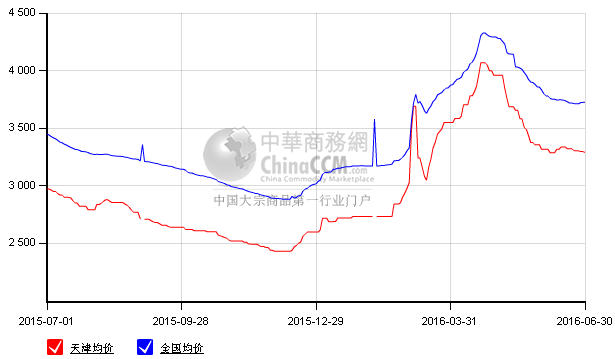 4 500
4 000
3 500
3 000
2 500
中華商務網
ChinaCCM.com
China Commodity Marketplace
中国大宗商品第一行业门户
2015-07-01
2015-09-28
2015-12-29
2016-03-31
2016-06-30
天津均价
全国均价